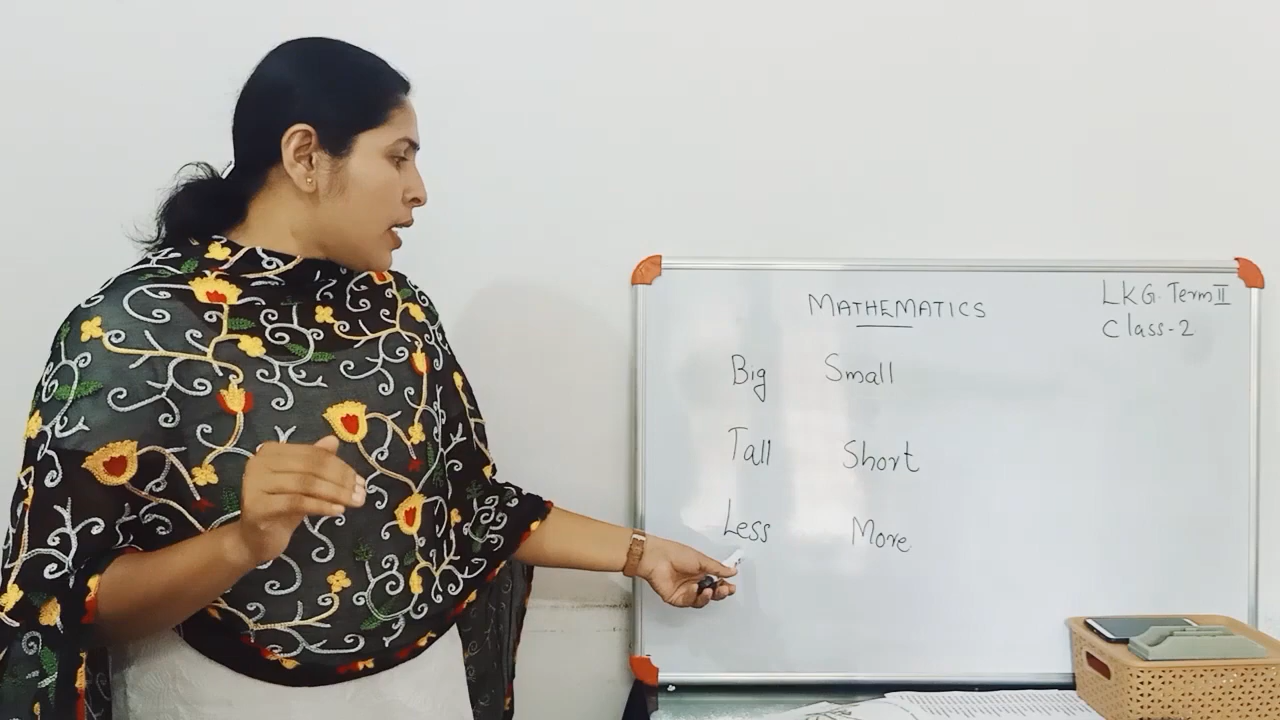 MATHEMATICS
LKG. Term II
Class-2
Big Small
Tall Short
Less More